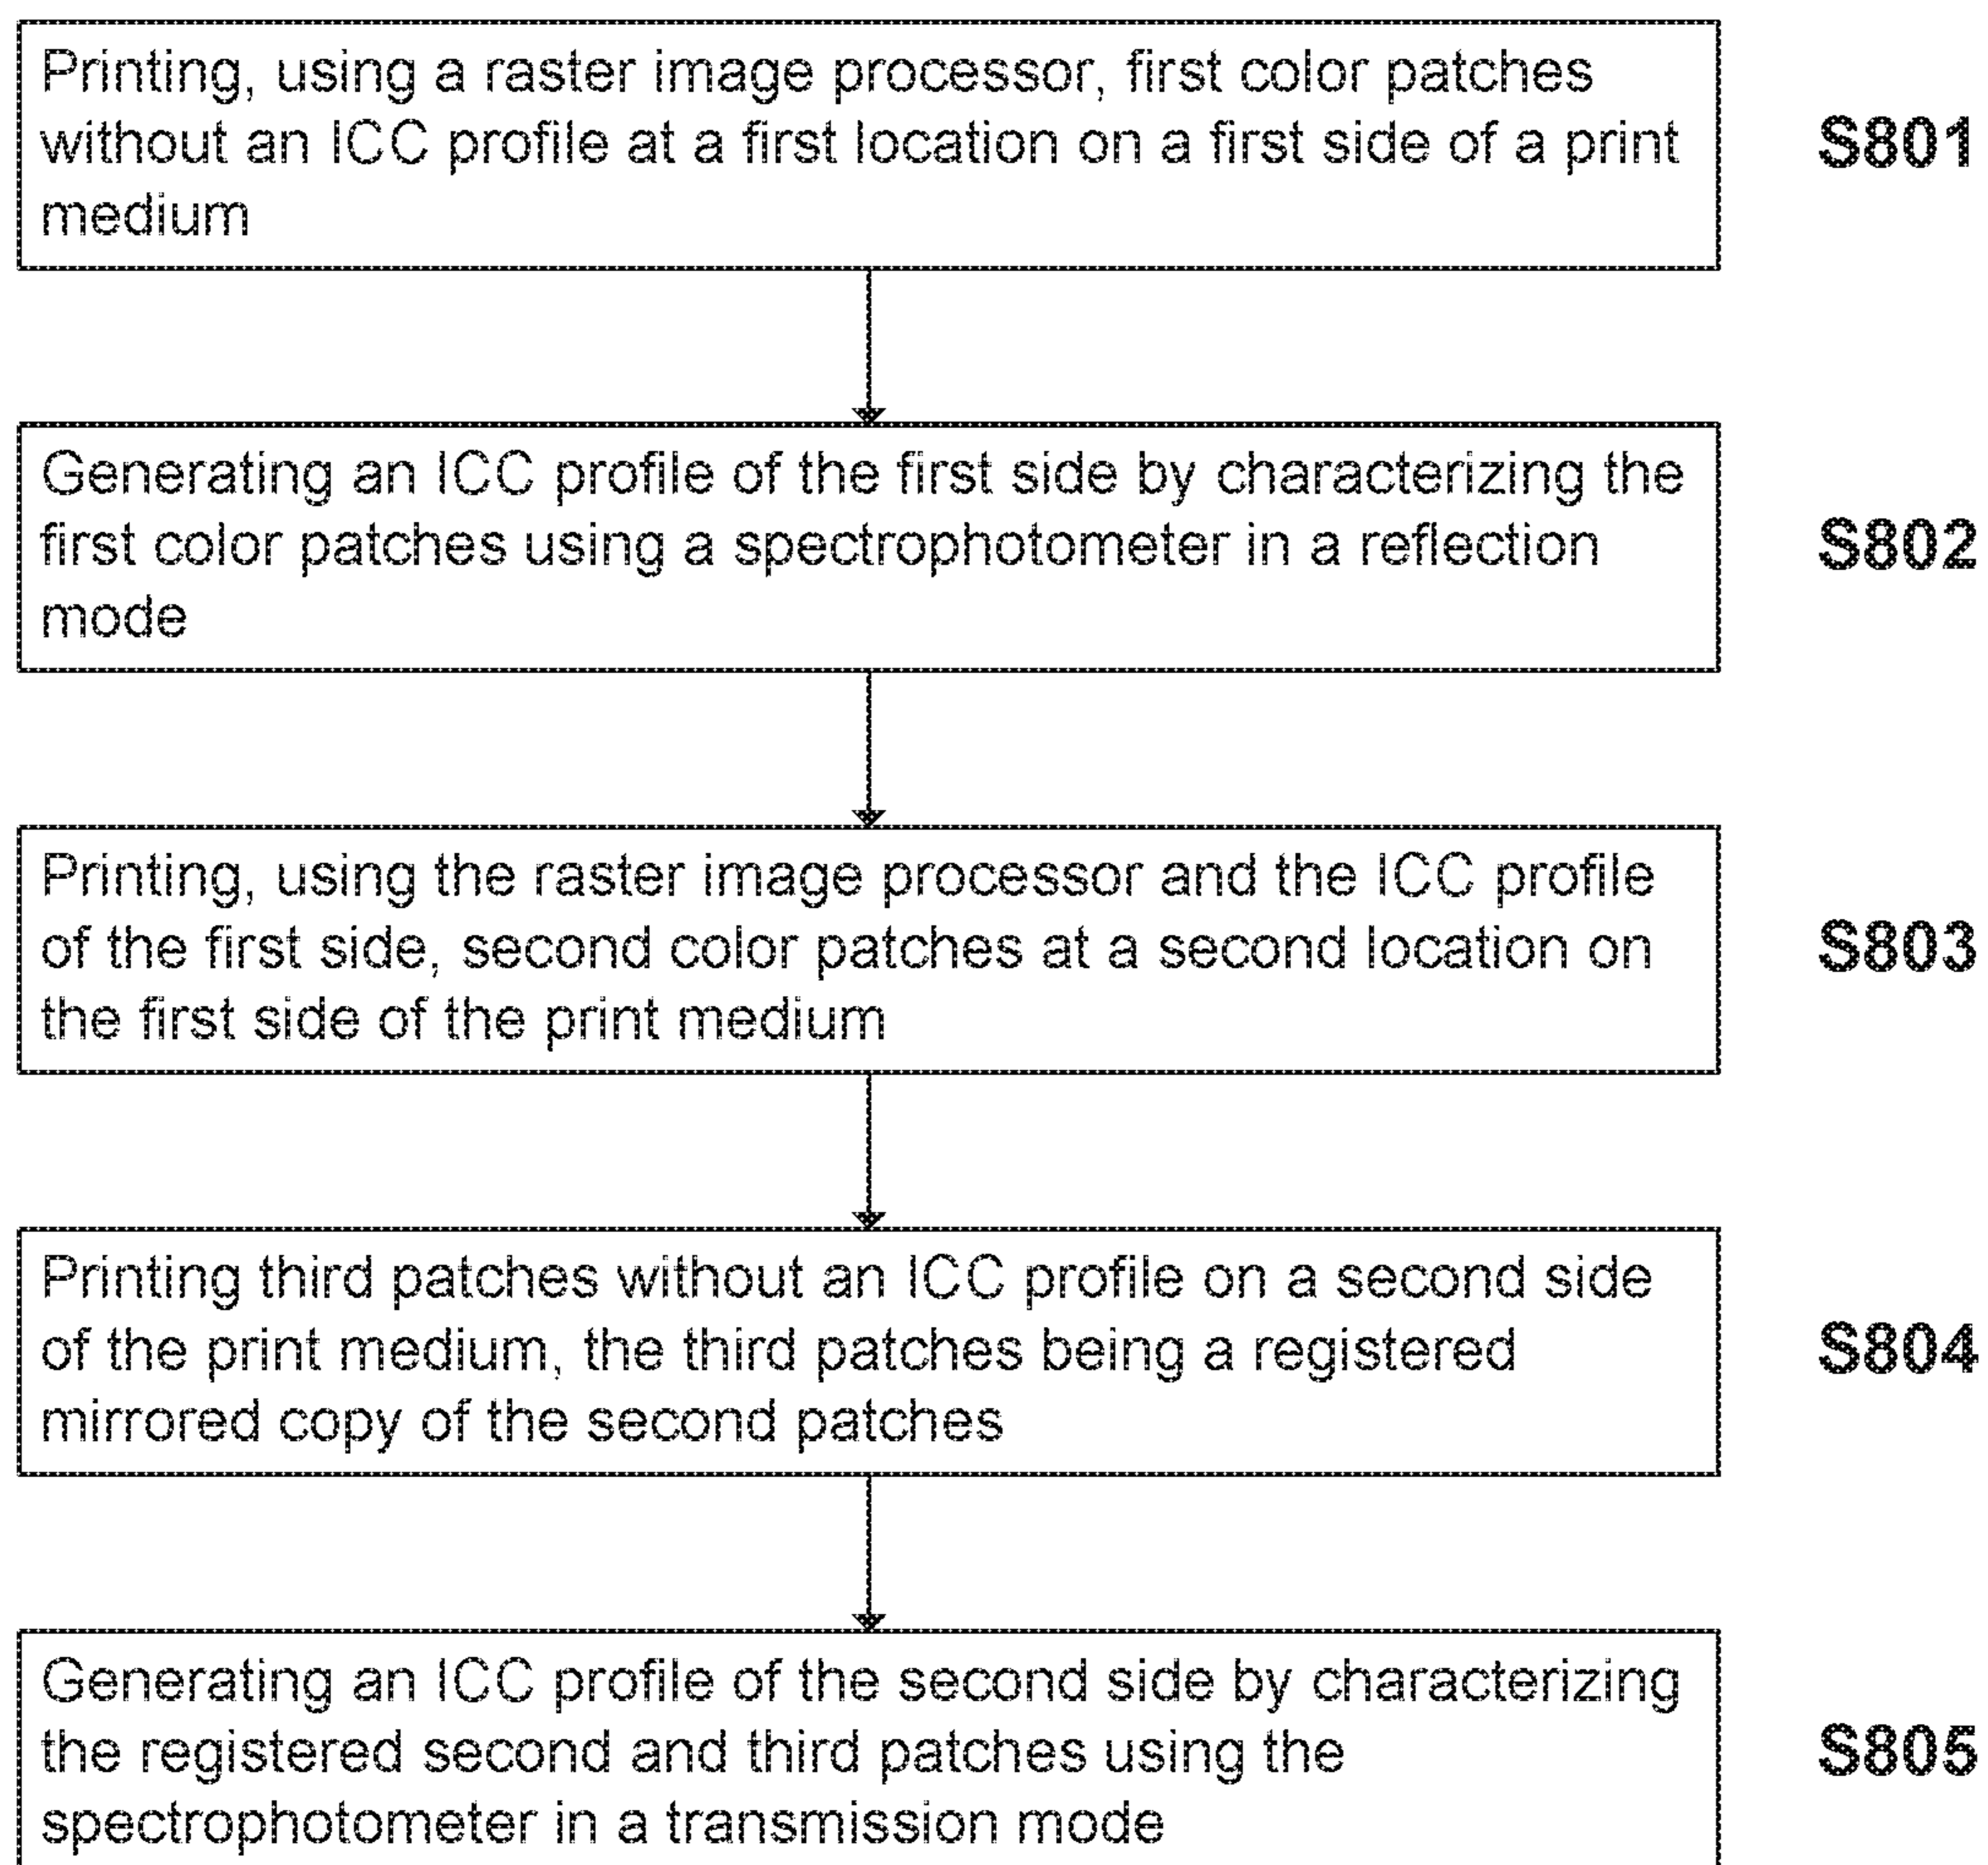 Printing, using a raster image processor, first color patches
without an ICC profile at a first location on a first side of a print
medium
S801
Generating an ICC profile of the first side by characterizing the
first color patches using a spectrophotometer in a reflection
mode
S802
Printing, using the raster image processor and the ICC profile
of the first side, second color patches at a second location on
the first side of the print medium
S803
Printing third patches without an ICC profile on a second side
of the print medium, the third patches being a registered
mirrored copy of the second patches
S804
Generating an ICC profile of the second side by characterizing
the registered second and third patches using the
spectrophotometer in a transmission mode
S805